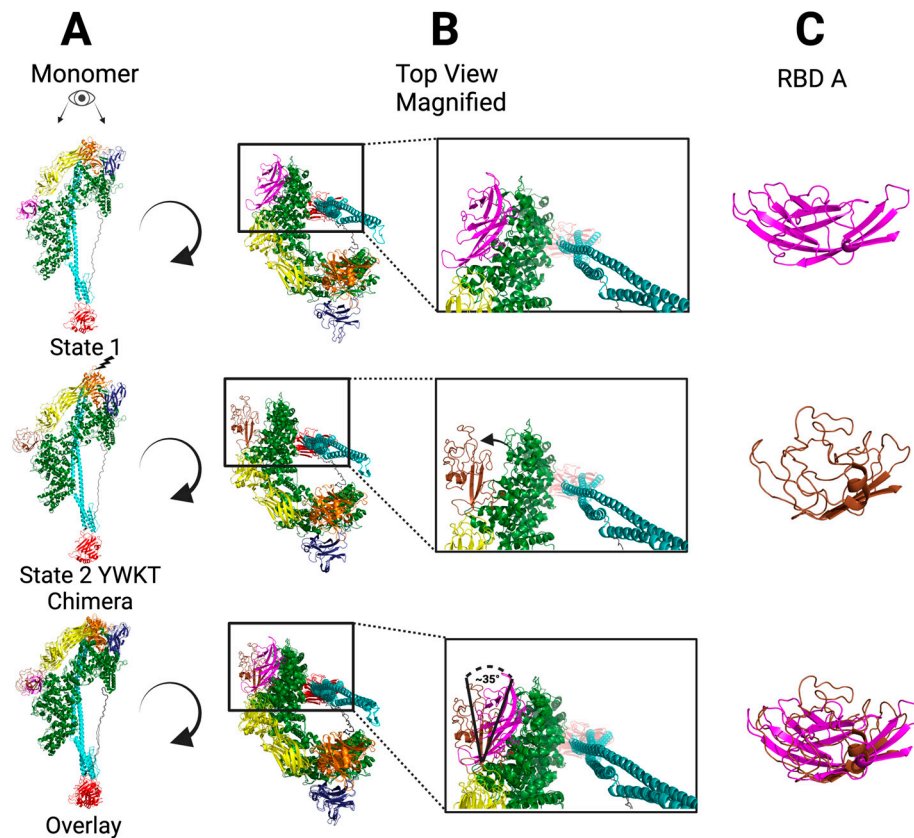 A
B
C
Monomer
Top View
Magnified
RBD A
State 1
State 2 YWKT
Chimera
~35°
Overlay